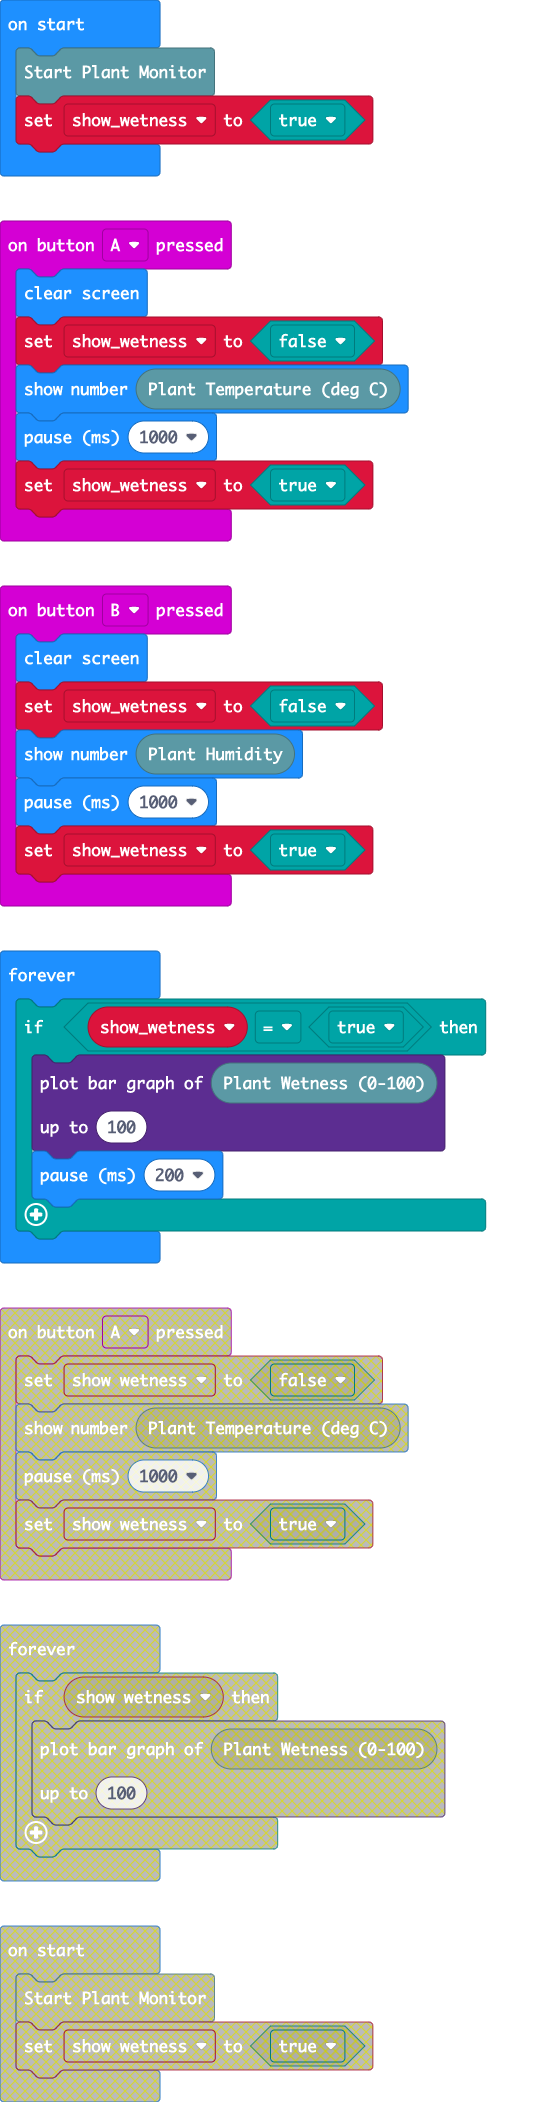 on start
Start Plant Monitor
set show_wetness to true
on button A pressed
clear screen
set show_wetness to false
show number Plant Temperature (deg C)
pause (ms) 1000
set show_wetness to true
on button B pressed
clear screen
set show_wetness to false
show number Plant Humidity
pause (ms) 1000
set show_wetness to true
forever
if show_wetness = true then
plot bar graph of Plant Wetness (0-100)
up to 100
pause (ms) 200
on button A pressed
set show wetness to false
show number Plant Temperature (deg C)
pause (ms) 1000
set show wetness to true
forever
if show wetness then
plot bar graph of Plant Wetness (0-100)
up to 100
on start
Start Plant Monitor
set show wetness to true